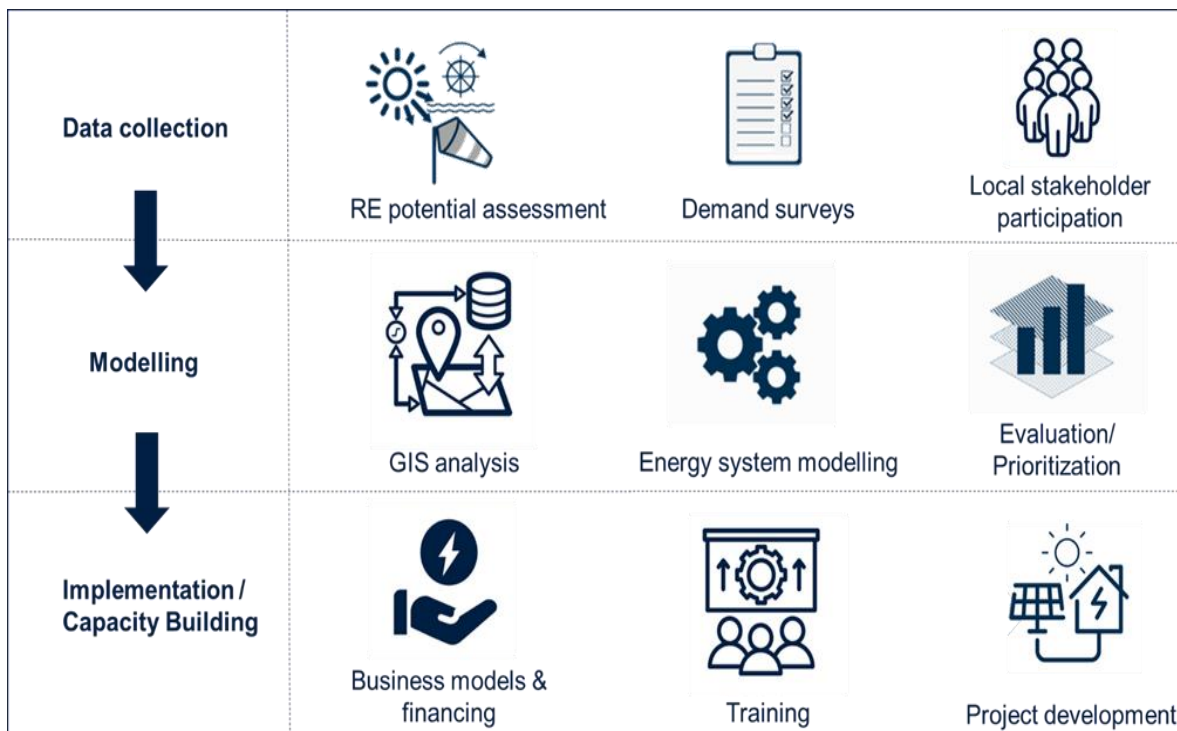 Data collection
RE potential assessment
Demand surveys
Local stakeholder
participation
Modelling
GIS analysis
Energy system modelling
Evaluation/
Prioritization
Implementation /
Capacity Building
Business models &
financing
Training
Project development